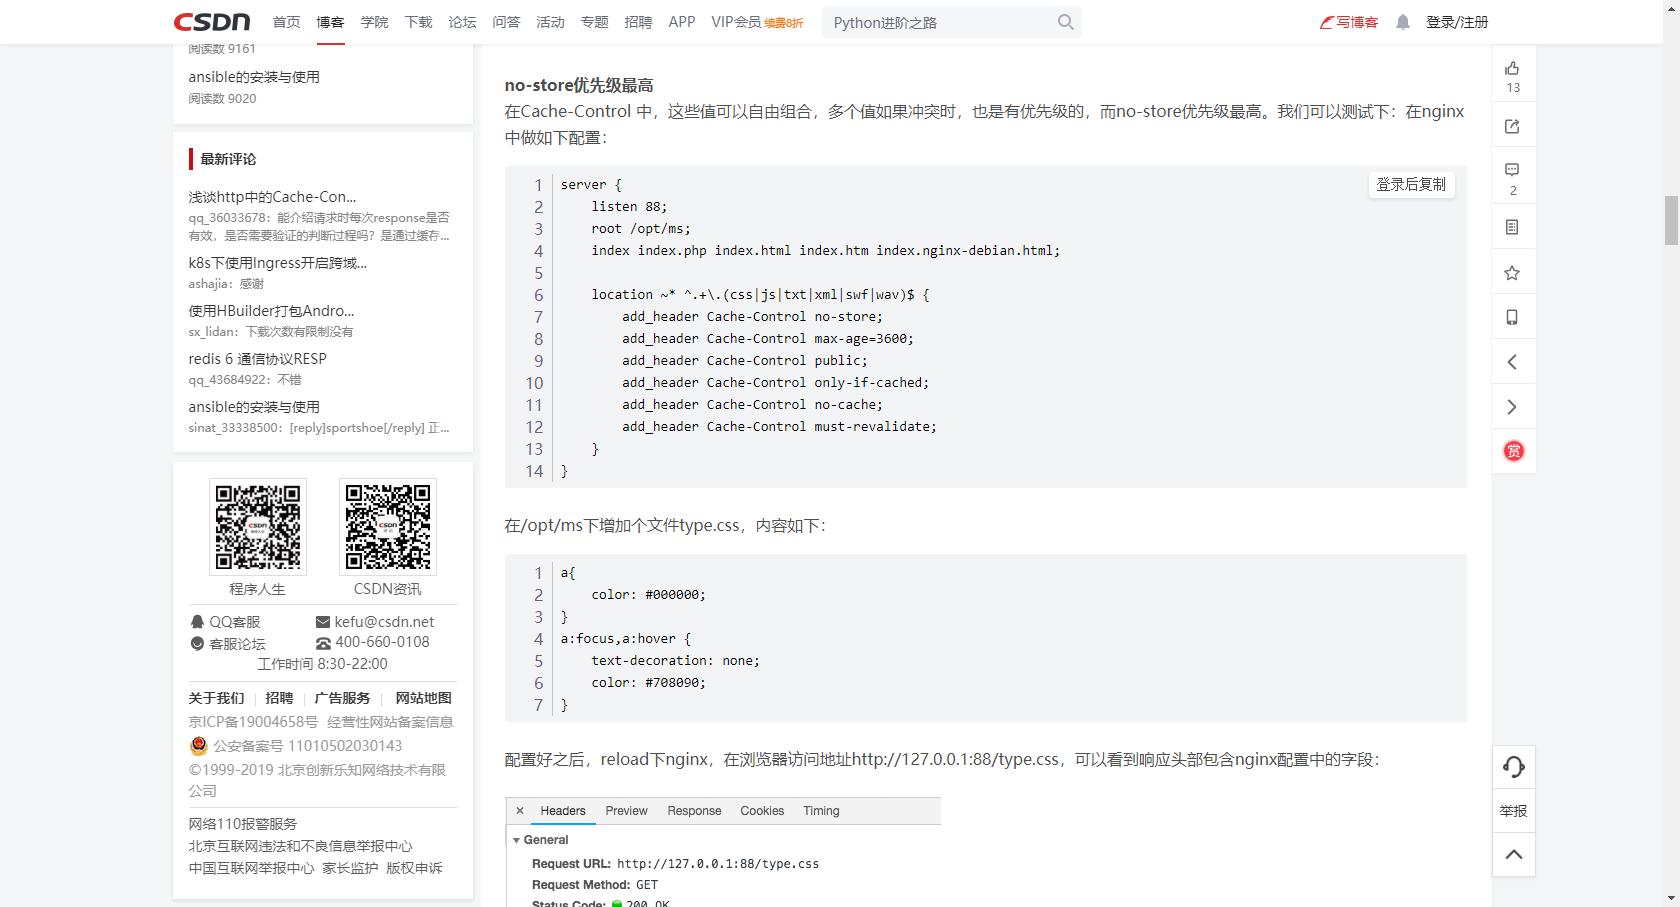 CSDN 首页 博客 学院 下载 论坛 问答 活动 专题 招聘 APP VIP会员 续费8折 Python进阶之路 写博客 登录/注册
阅读数 9161
ansible的安装与使用
阅读数 9020
最新评论
浅谈http中的Cache-Con...
qq_36033678：能介绍请求时每次response是否
有效，是否需要验证的判断过程吗？是通过缓存...
k8s下使用Ingress开启跨域...
ashajia：感谢
使用HBuilder打包Andro...
sx_lidan：下载次数有限制没有
redis 6 通信协议RESP
qq_43684922：不错
ansible的安装与使用
sinat_33338500：[reply]sportshoe[/reply] 正...
程序人生 CSDN资讯
QQ客服 kefu@csdn.net
客服论坛 400-660-0108
工作时间 8:30-22:00
关于我们 招聘 广告服务 网站地图
京ICP备19004658号 经营性网站备案信息
公安备案号 11010502030143
©1999-2019 北京创新乐知网络技术有限
公司
网络110报警服务
北京互联网违法和不良信息举报中心
中国互联网举报中心 家长监护 版权申诉
no-store优先级最高
在Cache-Control 中，这些值可以自由组合，多个值如果冲突时，也是有优先级的，而no-store优先级最高。我们可以测试下：在nginx
中做如下配置：
登录后复制
1 server {
2     listen 88;
3     root /opt/ms;
4     index index.php index.html index.htm index.nginx-debian.html;
5
6     location ~* ^.+\.(css|js|txt|xml|swf|wav)$ {
7         add_header Cache-Control no-store;
8         add_header Cache-Control max-age=3600;
9         add_header Cache-Control public;
10         add_header Cache-Control only-if-cached;
11         add_header Cache-Control no-cache;
12         add_header Cache-Control must-revalidate;
13     }
14 }
在/opt/ms下增加个文件type.css，内容如下：
1 a{
2     color: #000000;
3 }
4 a:focus,a:hover {
5     text-decoration: none;
6     color: #708090;
7 }
配置好之后，reload下nginx，在浏览器访问地址http://127.0.0.1:88/type.css，可以看到响应头部包含nginx配置中的字段：
× Headers Preview Response Cookies Timing
General
Request URL: http://127.0.0.1:88/type.css
Request Method: GET
Status Code: 200 OK
13
2
赏
举报